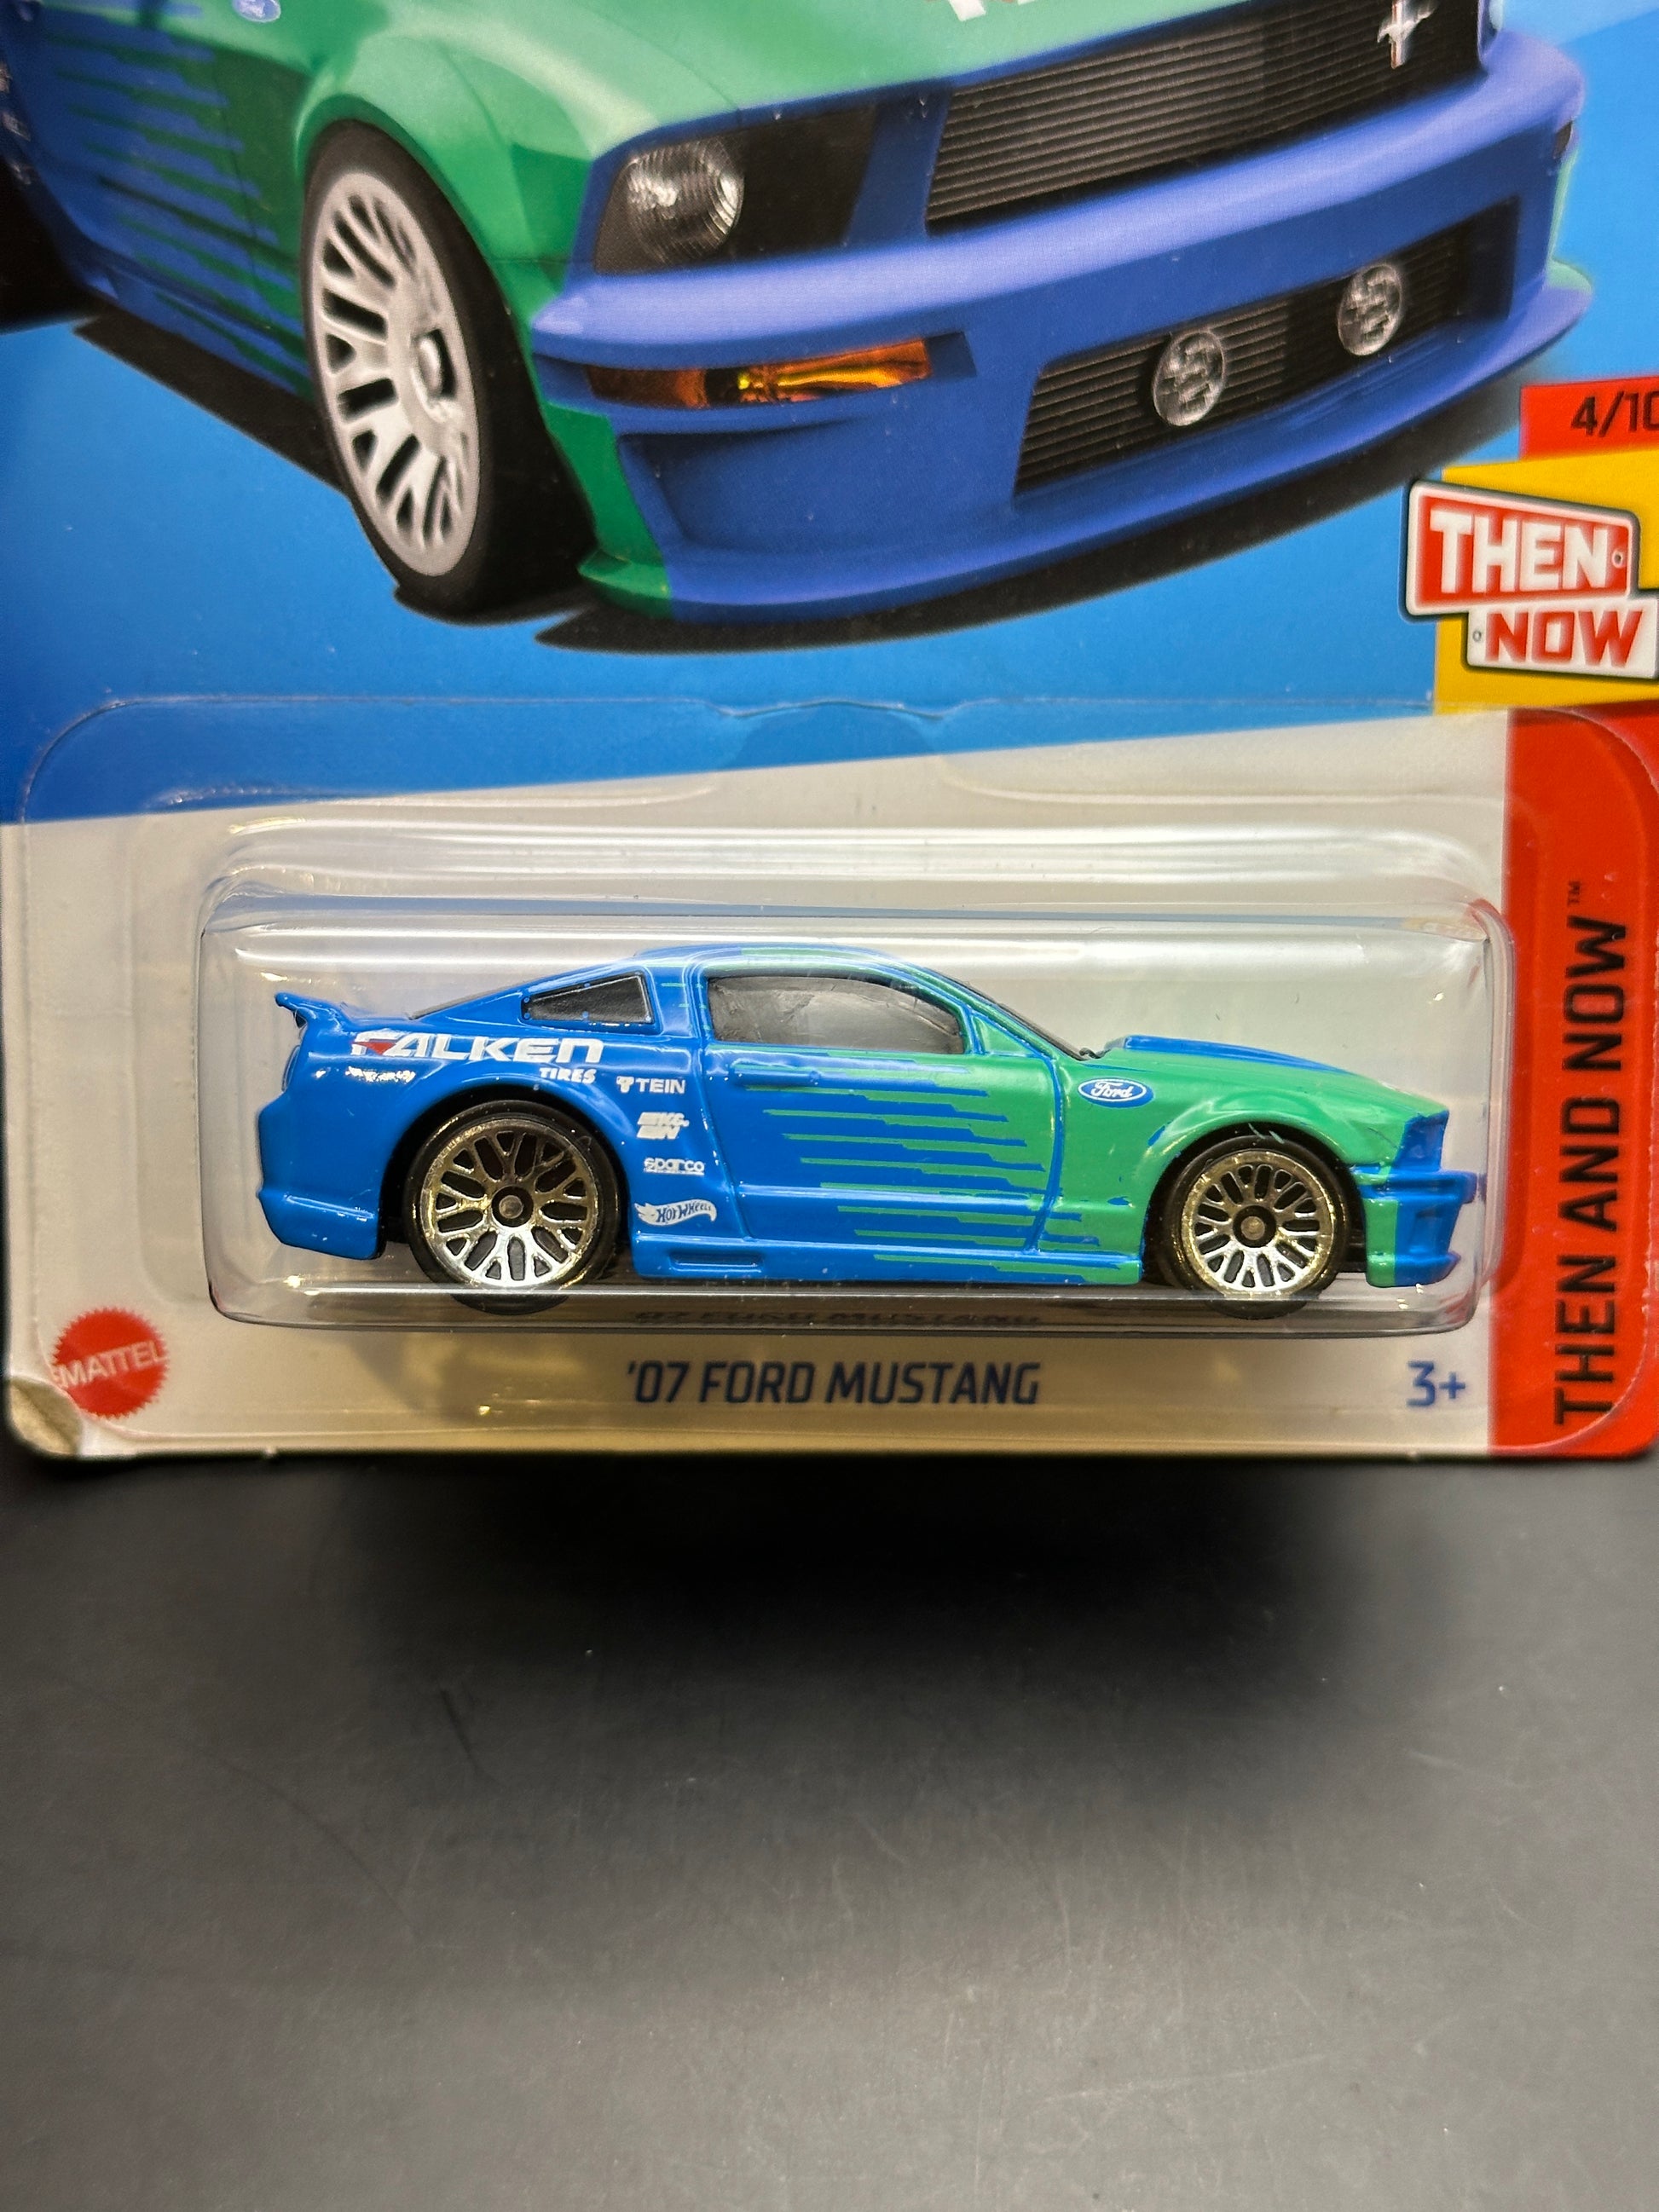 4/10
THEN
NOW
THEN AND NOW™
FALKEN
TIRES
TEIN
Ford
sparco
HOT WHEELS
MATTEL
'07 FORD MUSTANG
3+